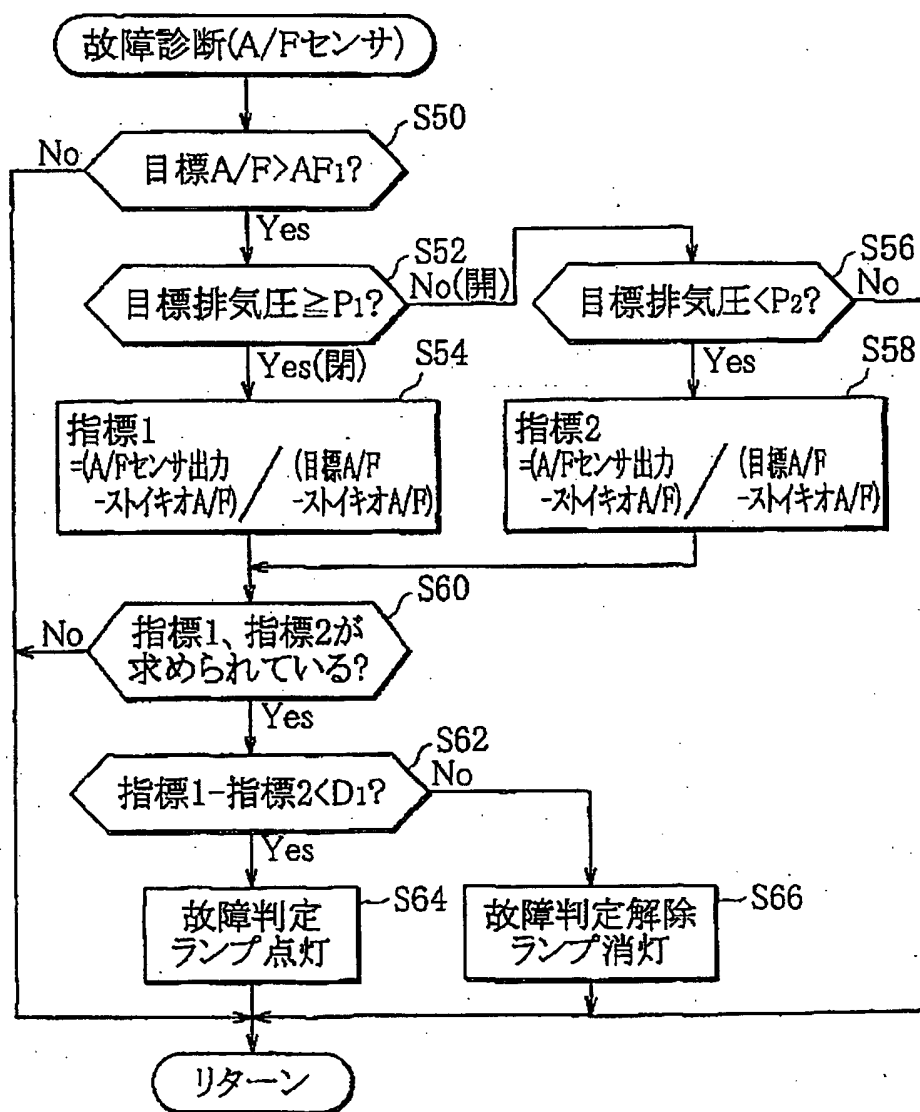 故障診断(A/Fセンサ)
S50
目標A/F>AF₁?
No
Yes
S52
目標排気圧≧P₁?
No(開)
Yes(閉)
S56
目標排気圧<P₂?
No
Yes
S54
指標1
=(A/Fセンサ出力
-ストイキオA/F)
/
(目標A/F
-ストイキオA/F)
S58
指標2
=(A/Fセンサ出力
-ストイキオA/F)
/
(目標A/F
-ストイキオA/F)
S60
指標1、指標2が
求められている?
No
Yes
S62
指標1-指標2<D₁?
No
Yes
S64
故障判定
ランプ点灯
S66
故障判定解除
ランプ消灯
リターン